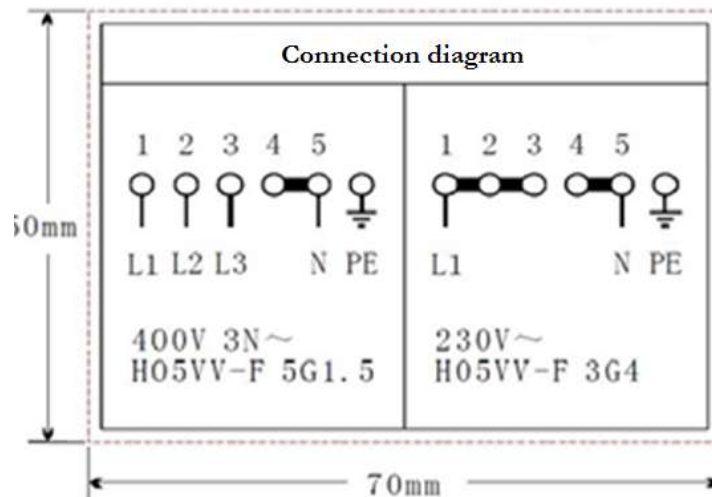 Connection diagram
1 2 3 4 5
L1 L2 L3 N PE
400V 3N~
H05VV-F 5G1.5
1 2 3 4 5
L1 N PE
230V~
H05VV-F 3G4
70mm